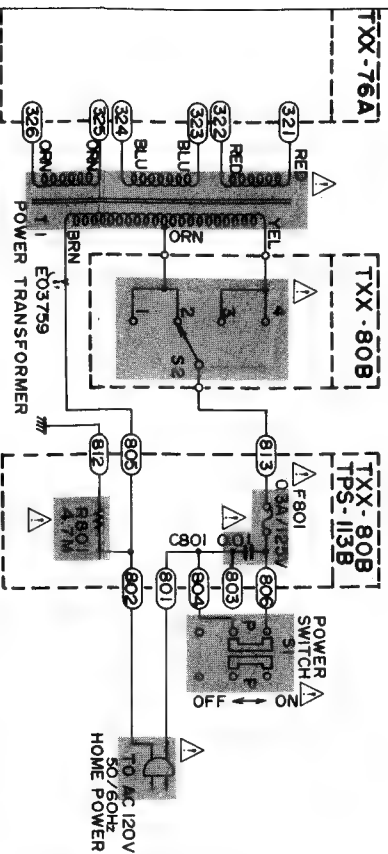 TXX-76A
321
322
323
324
325
326
RED
RED
BLU
BLU
ORN
ORN
T1
POWER TRANSFORMER
YEL
ORN
BRN
E03759
TXX-80B
4
3
2
1
S2
TXX-80B
TPS-113B
813
805
812
F801
0.3A/125V
C801 0.01
R801
4.7M
806
803
804
801
802
POWER
SWITCH
S1
P
P
OFF ↔ ON
TO AC 120V
50/60Hz
HOME POWER